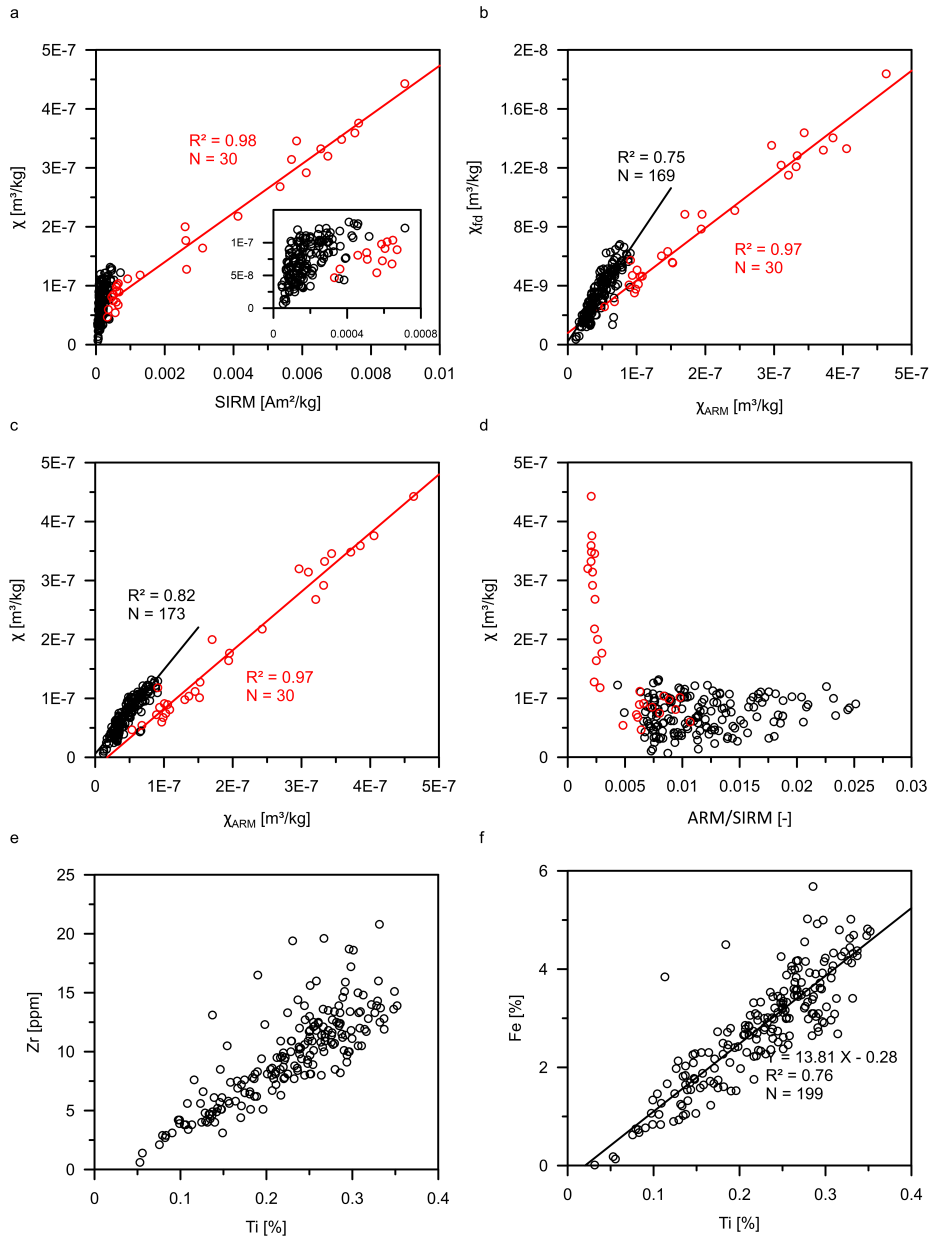 a
5E-7
4E-7
3E-7
2E-7
1E-7
0
χ [m³/kg]
R² = 0.98
N = 30
1E-7
5E-8
0
0
0.0004
0.0008
0
0.002
0.004
0.006
0.008
0.01
SIRM [Am²/kg]
b
2E-8
1.6E-8
1.2E-8
8E-9
4E-9
0
χfd [m³/kg]
R² = 0.75
N = 169
R² = 0.97
N = 30
0
1E-7
2E-7
3E-7
4E-7
5E-7
χARM [m³/kg]
c
5E-7
4E-7
3E-7
2E-7
1E-7
0
χ [m³/kg]
R² = 0.82
N = 173
R² = 0.97
N = 30
0
1E-7
2E-7
3E-7
4E-7
5E-7
χARM [m³/kg]
d
5E-7
4E-7
3E-7
2E-7
1E-7
0
χ [m³/kg]
0
0.005
0.01
0.015
0.02
0.025
0.03
ARM/SIRM [-]
e
25
20
15
10
5
0
Zr [ppm]
0
0.1
0.2
0.3
0.4
Ti [%]
f
6
4
2
0
Fe [%]
Y = 13.81 X - 0.28
R² = 0.76
N = 199
0
0.1
0.2
0.3
0.4
Ti [%]